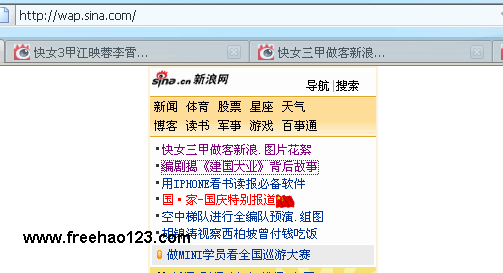 http://wap.sina.com/
快女3甲江映蓉李霄...
快女三甲做客新浪...
sina.cn 新浪网
导航 | 搜索
新闻 体育 股票 星座 天气
博客 读书 军事 游戏 百事通
快女三甲做客新浪. 图片花絮
编剧揭《建国大业》背后故事
用IPHONE看书读报必备软件
国·家-国庆特别报道
空中梯队进行全编队预演. 组图
胡锦涛视察西柏坡曾付钱吃饭
www.freehao123.com
做MINI学员看全国巡游大赛